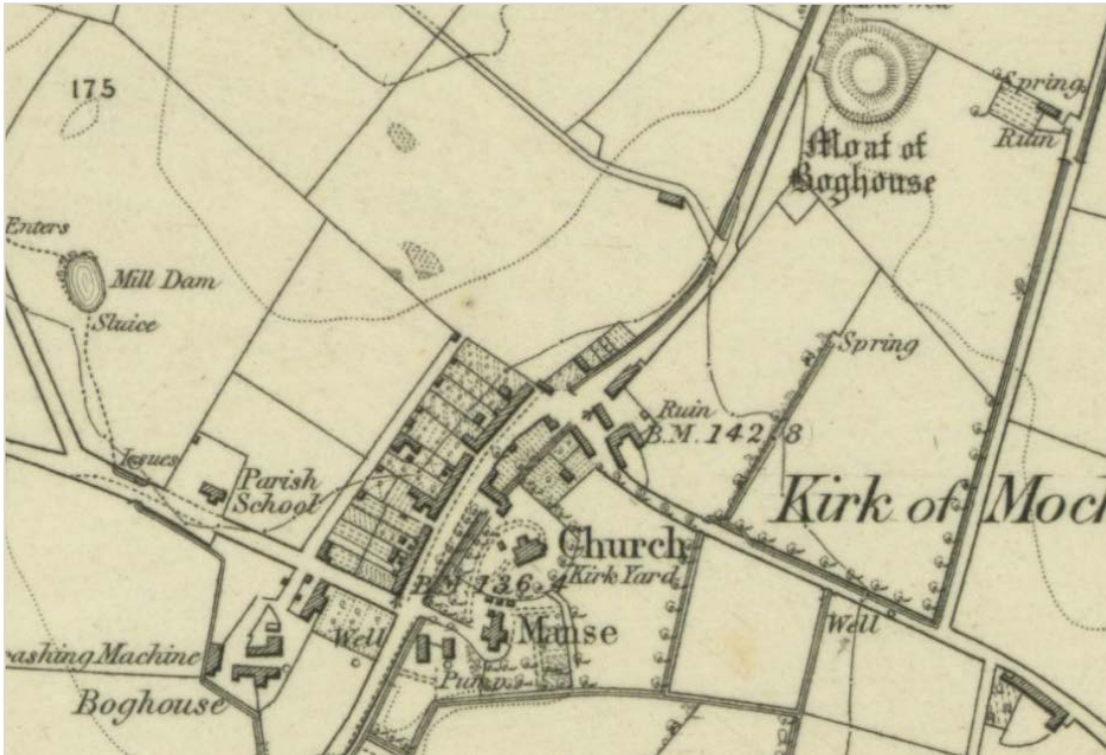 175
Spring
Ruin
Moat of
Boghouse
Enters
Mill Dam
Sluice
Spring
Ruin
B.M. 142.8
Issues
Parish
School
Kirk of Moch
Church
Kirk Yard
B.M. 136.4
Manse
Well
Well
rashing Machine
Pump
Boghouse